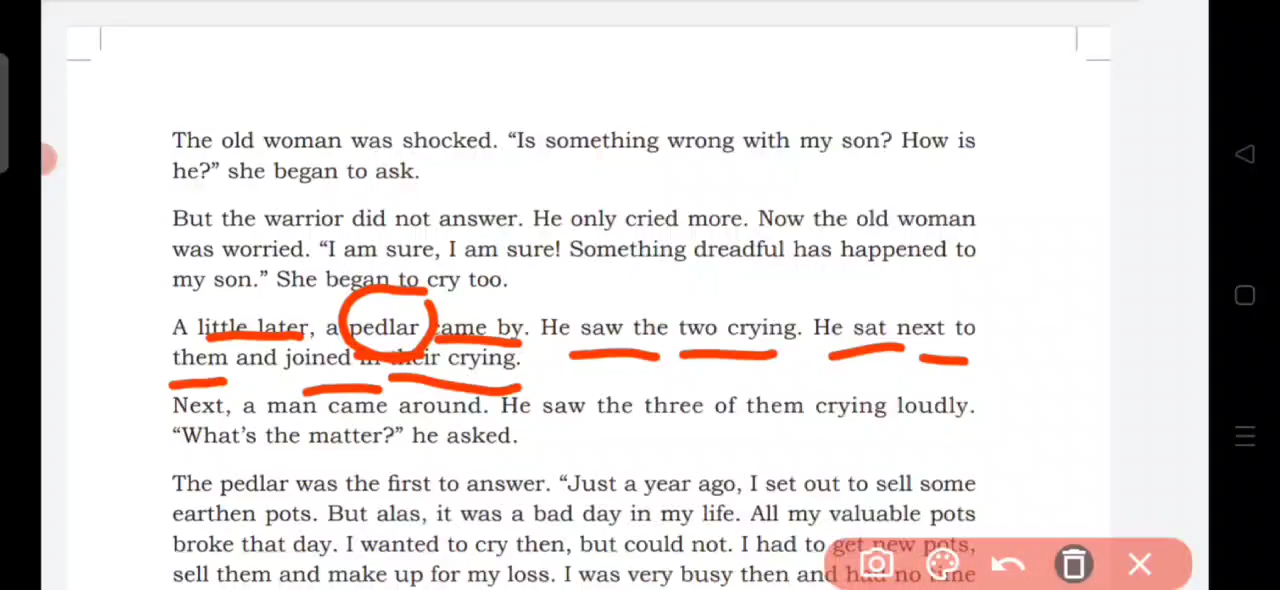 The old woman was shocked. “Is something wrong with my son? How is
he?” she began to ask.
But the warrior did not answer. He only cried more. Now the old woman
was worried. “I am sure, I am sure! Something dreadful has happened to
my son.” She began to cry too.
A little later, a pedlar came by. He saw the two crying. He sat next to
them and joined in their crying.
Next, a man came around. He saw the three of them crying loudly.
“What’s the matter?” he asked.
The pedlar was the first to answer. “Just a year ago, I set out to sell some
earthen pots. But alas, it was a bad day in my life. All my valuable pots
broke that day. I wanted to cry then, but could not. I had to get new pots,
sell them and make up for my loss. I was very busy then and had no time